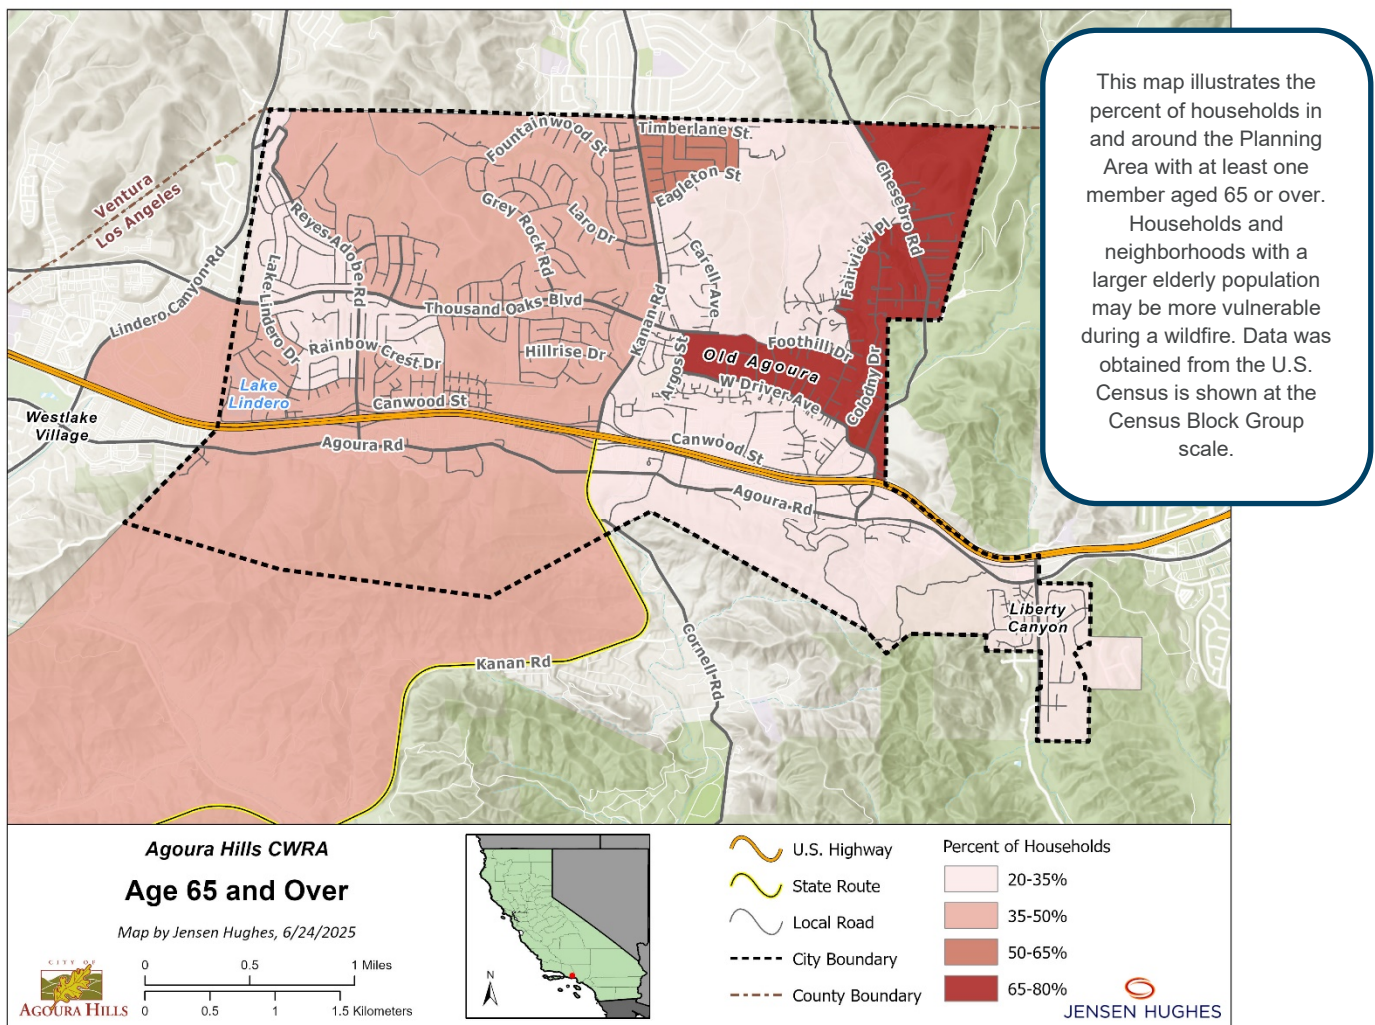 This map illustrates the
percent of households in
and around the Planning
Area with at least one
member aged 65 or over.
Households and
neighborhoods with a
larger elderly population
may be more vulnerable
during a wildfire. Data was
obtained from the U.S.
Census is shown at the
Census Block Group
scale.
Ventura
Los Angeles
Lindero Canyon Rd
Reyes Adobe Rd
Lake Lindero Dr
Fountainwood St
Timberlane St.
Eagleton St
Grey Rock Rd
Laro Dr
Carell Ave
Chesebro Rd
Fairview Pl
Thousand Oaks Blvd
Kanan Rd
Rainbow Crest Dr
Hillrise Dr
Argos St
Old Agoura
Foothill Dr
W Driver Ave
Colodny Dr
Lake
Lindero
Canwood St
Westlake
Village
Agoura Rd
Canwood St
Agoura Rd
Liberty
Canyon
Cornell Rd
Kanan Rd
Agoura Hills CWRA
Age 65 and Over
Map by Jensen Hughes, 6/24/2025
0 0.5 1 Miles
0 0.5 1 1.5 Kilometers
CITY OF
AGOURA HILLS
N
U.S. Highway
State Route
Local Road
City Boundary
County Boundary
Percent of Households
20-35%
35-50%
50-65%
65-80%
JENSEN HUGHES